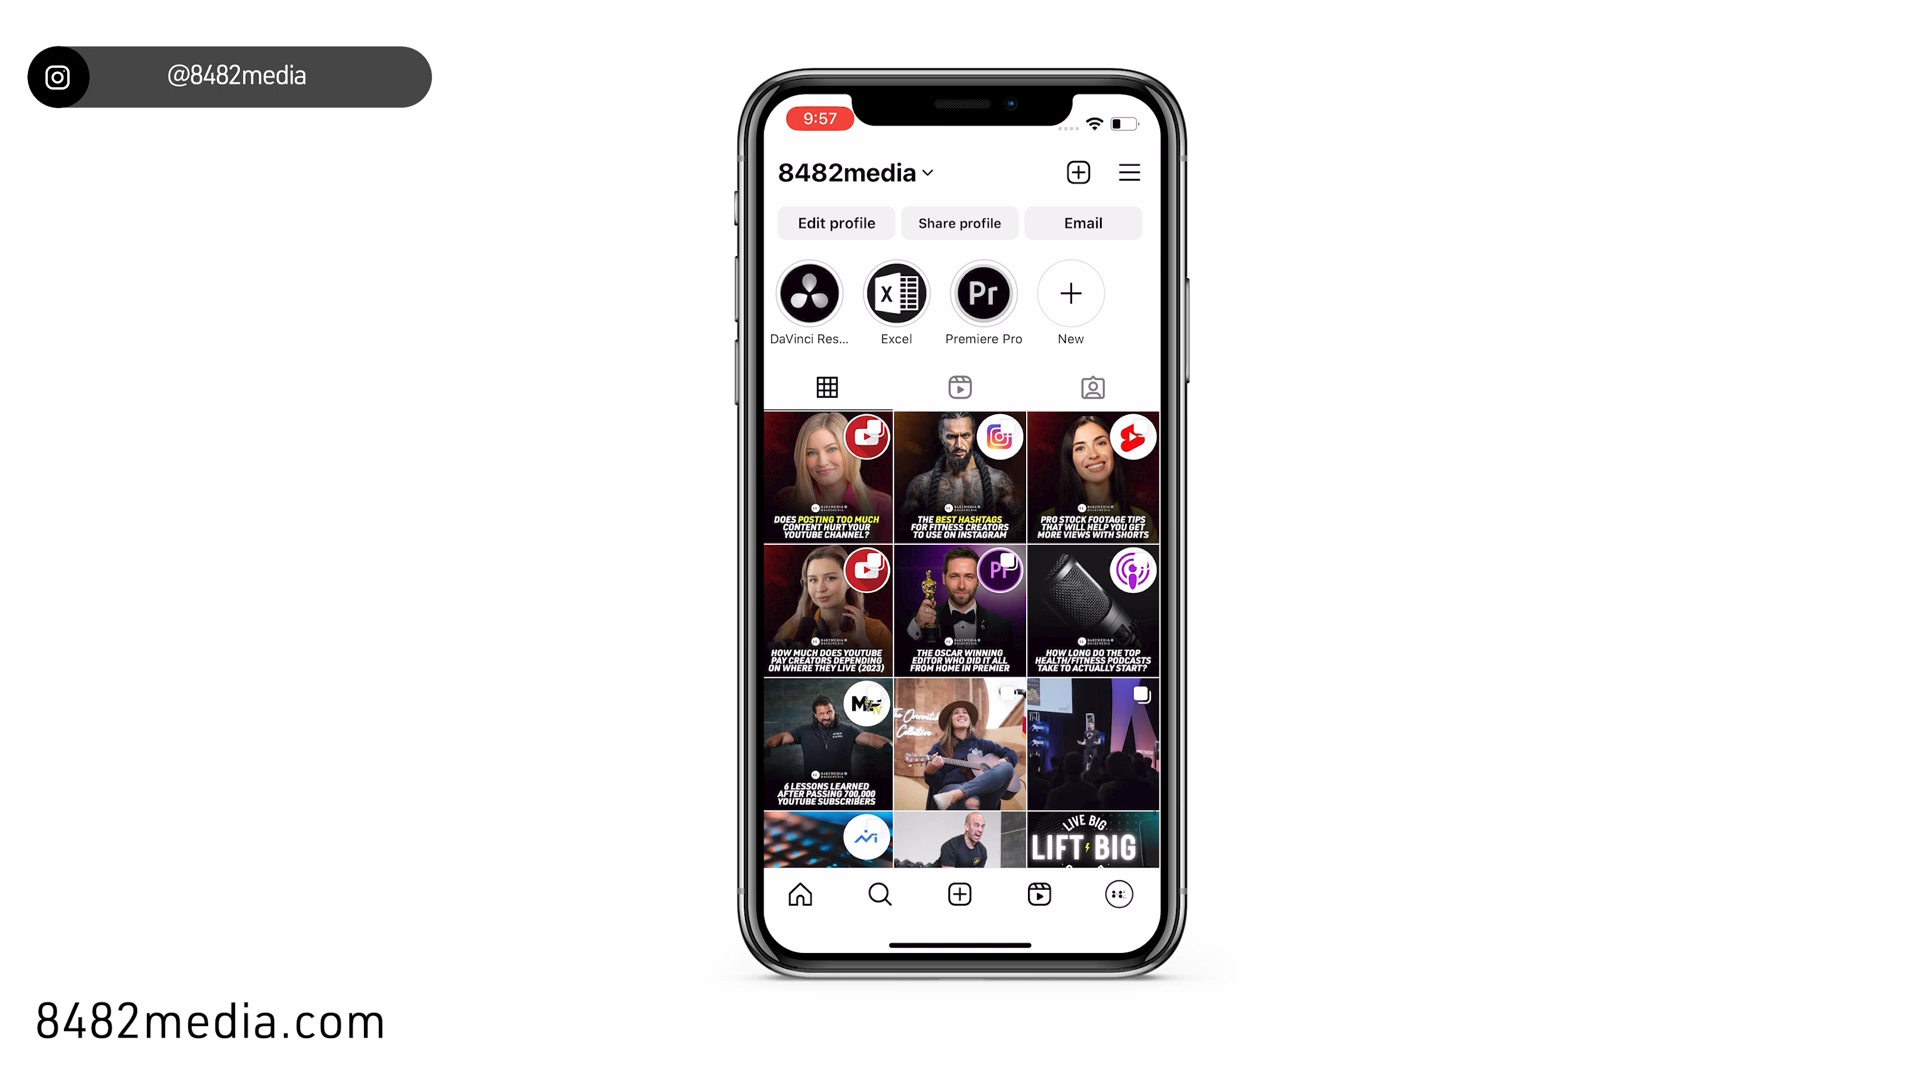 @8482media
9:57
8482media
Edit profile
Share profile
Email
X
Pr
DaVinci Res...
Excel
Premiere Pro
New
DOES POSTING TOO MUCH
CONTENT HURT YOUR
YOUTUBE CHANNEL?
THE BEST HASHTAGS
FOR FITNESS CREATORS
TO USE ON INSTAGRAM
PRO STOCK FOOTAGE TIPS
THAT WILL HELP YOU GET
MORE VIEWS WITH SHORTS
HOW MUCH DOES YOUTUBE
PAY CREATORS DEPENDING
ON WHERE THEY LIVE (2023)
Pr
THE OSCAR WINNING
EDITOR WHO DID IT ALL
FROM HOME IN PREMIER
HOW LONG DO THE TOP
HEALTH/FITNESS PODCASTS
TAKE TO ACTUALLY START?
6 LESSONS LEARNED
AFTER PASSING 700,000
YOUTUBE SUBSCRIBERS
Collective
LIVE BIG
LIFT BIG
8482media.com